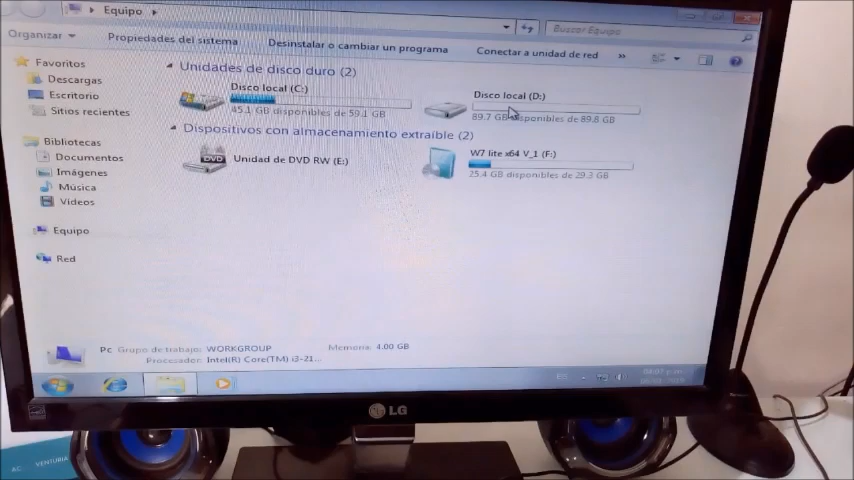 Equipo
Buscar Equipo
Organizar
Propiedades del sistema
Desinstalar o cambiar un programa
Conectar a unidad de red
»
Favoritos
Descargas
Escritorio
Sitios recientes
Bibliotecas
Documentos
Imágenes
Música
Vídeos
Equipo
Red
Unidades de disco duro (2)
Disco local (C:)
45.1 GB disponibles de 59.1 GB
Disco local (D:)
89.7 GB disponibles de 89.8 GB
Dispositivos con almacenamiento extraíble (2)
DVD
Unidad de DVD RW (E:)
W7 lite x64 V_1 (F:)
25.4 GB disponibles de 29.3 GB
Pc Grupo de trabajo: WORKGROUP
Memoria: 4.00 GB
Procesador: Intel(R) Core(TM) i3-21...
LG
AC VENTURIA